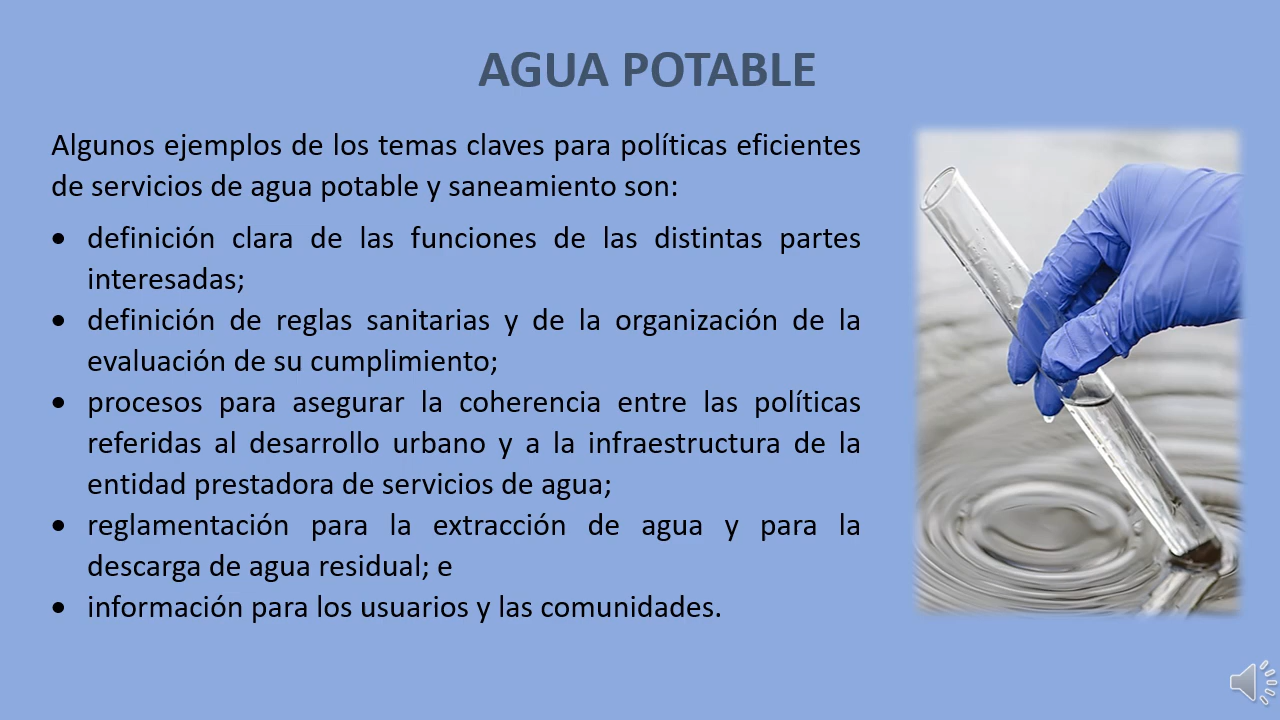 AGUA POTABLE
Algunos ejemplos de los temas claves para políticas eficientes
de servicios de agua potable y saneamiento son:
• definición clara de las funciones de las distintas partes
interesadas;
• definición de reglas sanitarias y de la organización de la
evaluación de su cumplimiento;
• procesos para asegurar la coherencia entre las políticas
referidas al desarrollo urbano y a la infraestructura de la
entidad prestadora de servicios de agua;
• reglamentación para la extracción de agua y para la
descarga de agua residual; e
• información para los usuarios y las comunidades.